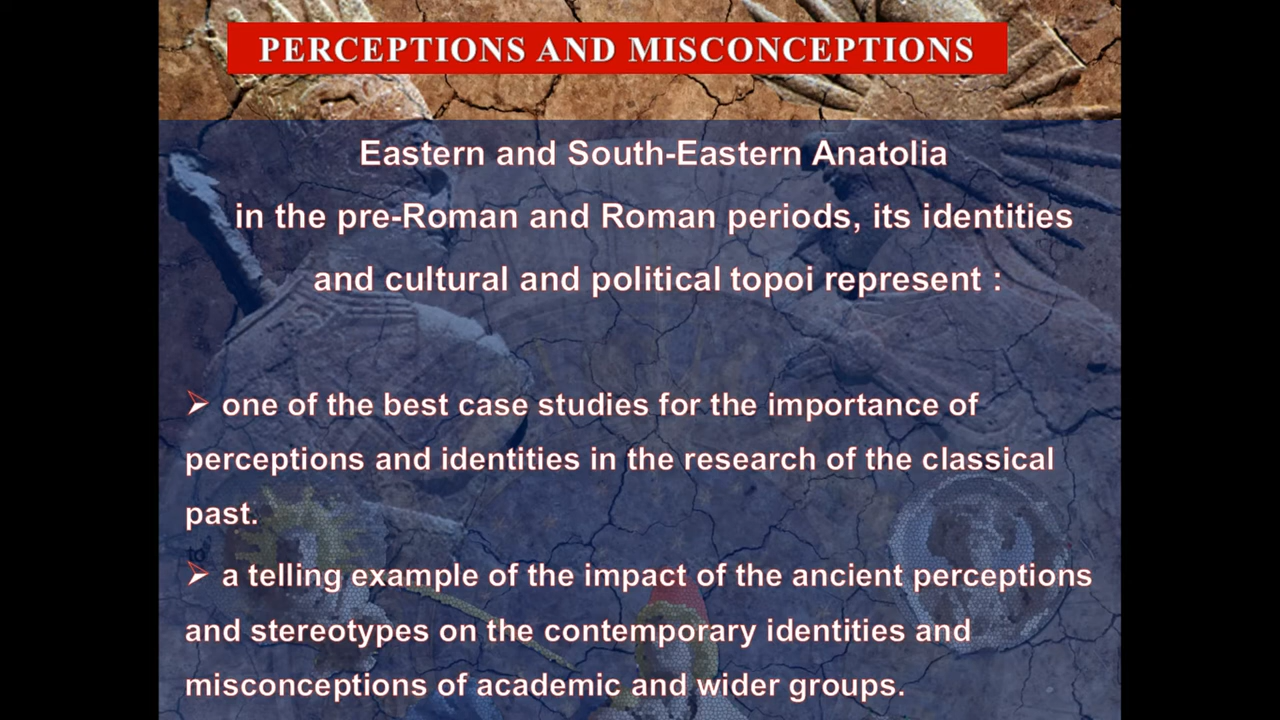 PERCEPTIONS AND MISCONCEPTIONS
Eastern and South-Eastern Anatolia
in the pre-Roman and Roman periods, its identities
and cultural and political topoi represent :
➢ one of the best case studies for the importance of
perceptions and identities in the research of the classical
past.
to
➢ a telling example of the impact of the ancient perceptions
and stereotypes on the contemporary identities and
misconceptions of academic and wider groups.